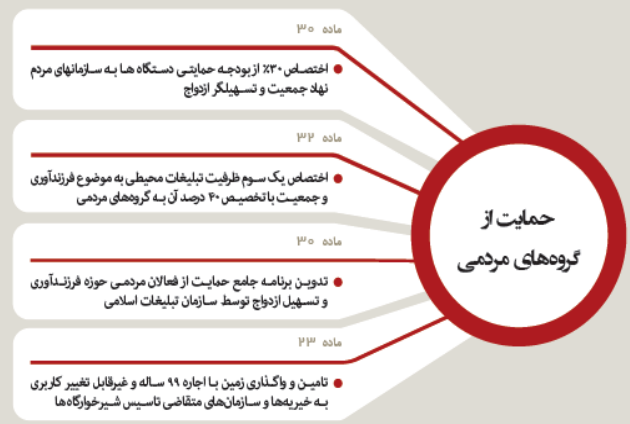 حمایت از
گروه‌های مردمی
ماده ۳۰
اختصاص ۳۰٪ از بودجه حمایتی دستگاه ها به سازمانهای مردم
نهاد جمعیت و تسهیلگر ازدواج
ماده ۳۲
اختصاص یک سوم ظرفیت تبلیغات محیطی به موضوع فرزندآوری
و جمعیت با تخصیص ۴۰ درصد آن به گروه‌های مردمی
ماده ۳۰
تدوین برنامه جامع حمایت از فعالان مردمی حوزه فرزندآوری
و تسهیل ازدواج توسط سازمان تبلیغات اسلامی
ماده ۲۳
تامین و واگذاری زمین با اجاره ۹۹ ساله و غیرقابل تغییر کاربری
به خیریه‌ها و سازمان‌های متقاضی تاسیس شیرخوارگاه‌ها